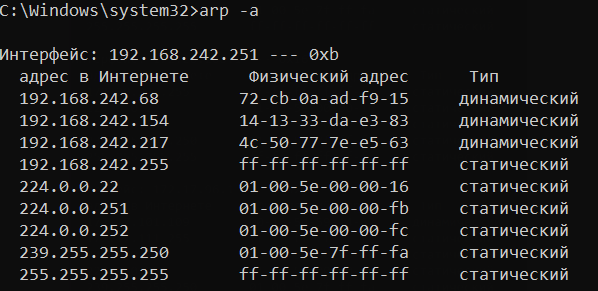 C:\Windows\system32>arp -a
Интерфейс: 192.168.242.251 --- 0xb
адрес в Интернете Физический адрес Тип
192.168.242.68 72-cb-0a-ad-f9-15 динамический
192.168.242.154 14-13-33-da-e3-83 динамический
192.168.242.217 4c-50-77-7e-e5-63 динамический
192.168.242.255 ff-ff-ff-ff-ff-ff статический
224.0.0.22 01-00-5e-00-00-16 статический
224.0.0.251 01-00-5e-00-00-fb статический
224.0.0.252 01-00-5e-00-00-fc статический
239.255.255.250 01-00-5e-7f-ff-fa статический
255.255.255.255 ff-ff-ff-ff-ff-ff статический